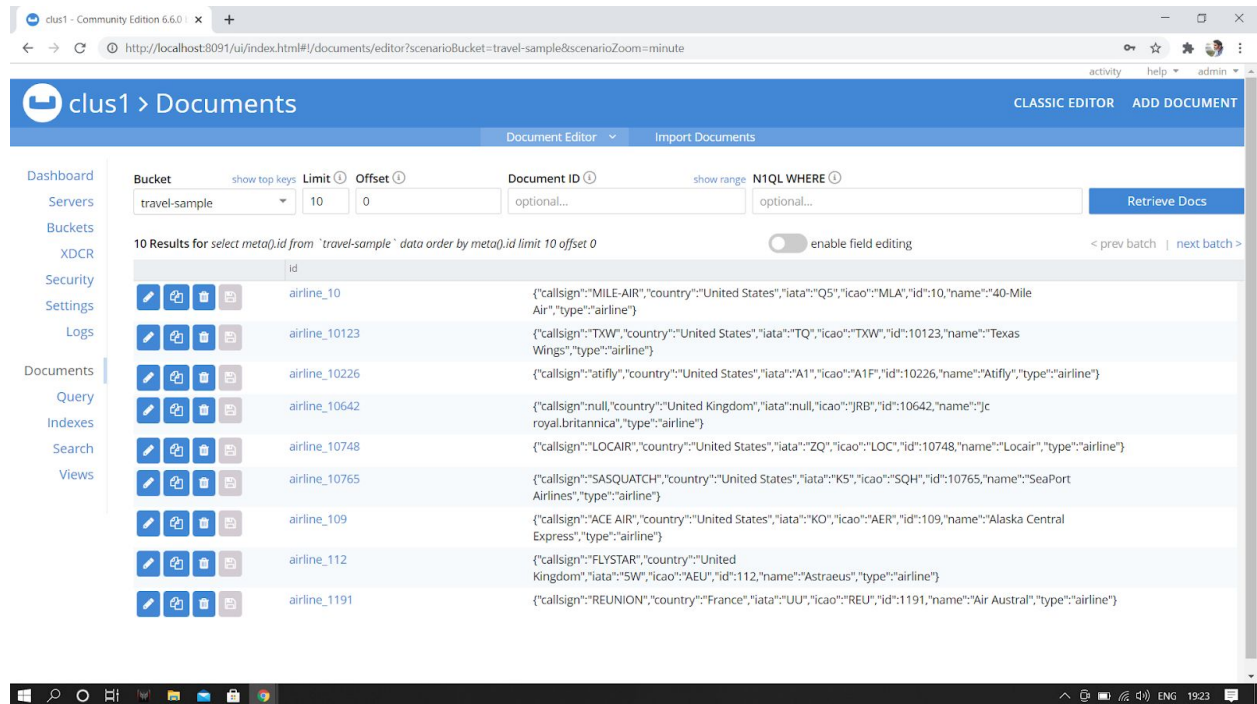 clus1 - Community Edition 6.6.0
http://localhost:8091/ui/index.html#!/documents/editor?scenarioBucket=travel-sample&scenarioZoom=minute
activity help admin
clus1 > Documents
CLASSIC EDITOR ADD DOCUMENT
Document Editor Import Documents
Dashboard
Servers
Buckets
XDCR
Security
Settings
Logs
Documents
Query
Indexes
Search
Views
Bucket show top keys Limit Offset Document ID show range N1QL WHERE
travel-sample 10 0 optional... optional... Retrieve Docs
10 Results for select meta().id from `travel-sample` data order by meta().id limit 10 offset 0 enable field editing < prev batch | next batch >
id
airline_10 {"callsign":"MILE-AIR","country":"United States","iata":"Q5","icao":"MLA","id":10,"name":"40-Mile
Air","type":"airline"}
airline_10123 {"callsign":"TXW","country":"United States","iata":"TQ","icao":"TXW","id":10123,"name":"Texas
Wings","type":"airline"}
airline_10226 {"callsign":"atifly","country":"United States","iata":"A1","icao":"A1F","id":10226,"name":"Atifly","type":"airline"}
airline_10642 {"callsign":null,"country":"United Kingdom","iata":null,"icao":"JRB","id":10642,"name":"Jc
royal.britannica","type":"airline"}
airline_10748 {"callsign":"LOCAIR","country":"United States","iata":"ZQ","icao":"LOC","id":10748,"name":"Locair","type":"airline"}
airline_10765 {"callsign":"SASQUATCH","country":"United States","iata":"K5","icao":"SQH","id":10765,"name":"SeaPort
Airlines","type":"airline"}
airline_109 {"callsign":"ACE AIR","country":"United States","iata":"KO","icao":"AER","id":109,"name":"Alaska Central
Express","type":"airline"}
airline_112 {"callsign":"FLYSTAR","country":"United
Kingdom","iata":"5W","icao":"AEU","id":112,"name":"Astraeus","type":"airline"}
airline_1191 {"callsign":"REUNION","country":"France","iata":"UU","icao":"REU","id":1191,"name":"Air Austral","type":"airline"}
ENG 19:23